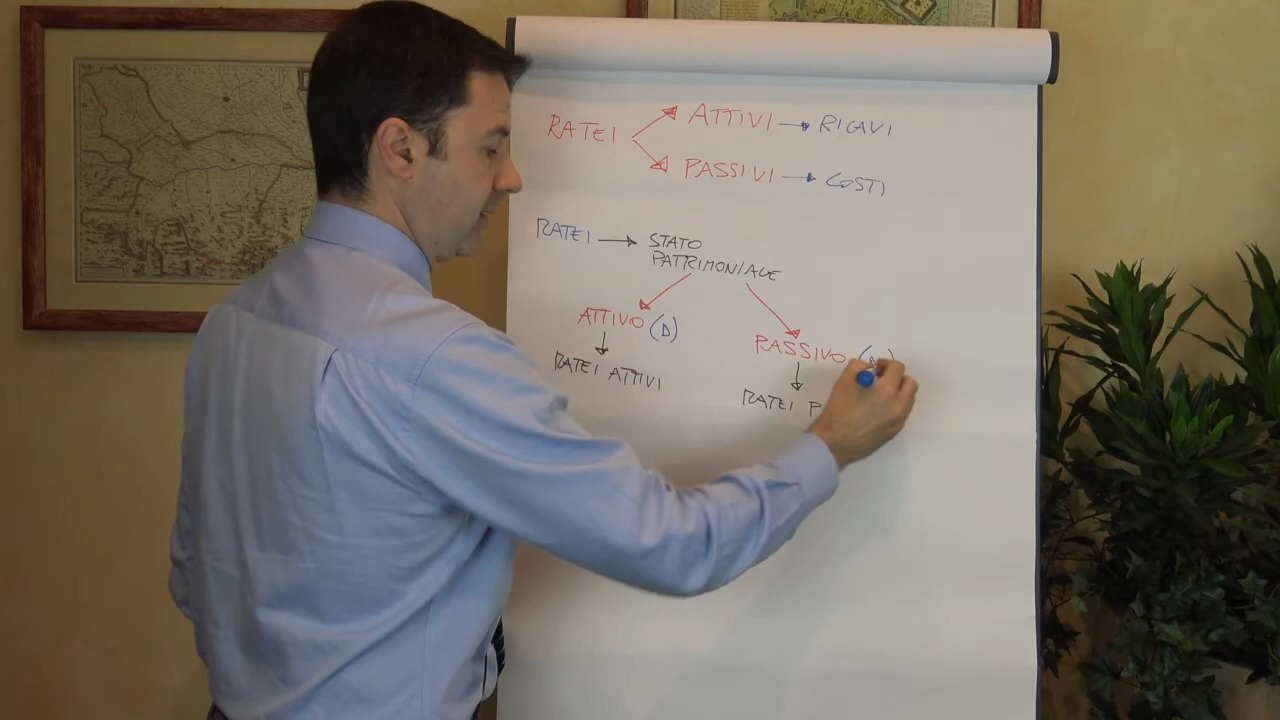 RATEI ATTIVI RICAVI
PASSIVI COSTI
RATEI STATO
PATRIMONIALE
ATTIVO (D)
PASSIVO
RATEI ATTIVI
RATEI P